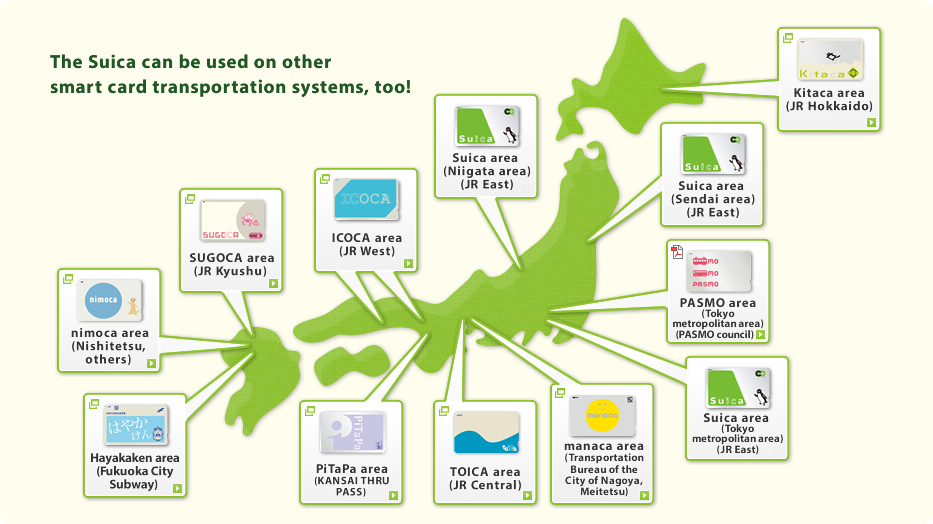 The Suica can be used on other
smart card transportation systems, too!
Kitaca
Kitaca area
(JR Hokkaido)
Suica
Suica area
(Niigata area)
(JR East)
Suica
Suica area
(Sendai area)
(JR East)
ICOCA
ICOCA area
(JR West)
SUGOCA
SUGOCA area
(JR Kyushu)
PASMO
PASMO area
(Tokyo
metropolitan area)
(PASMO council)
nimoca
nimoca area
(Nishitetsu,
others)
Suica
Suica area
(Tokyo
metropolitan area)
(JR East)
はやか
けん
Hayakaken area
(Fukuoka City
Subway)
PiTaPa
PiTaPa area
(KANSAI THRU
PASS)
TOICA area
(JR Central)
manaca
manaca area
(Transportation
Bureau of the
City of Nagoya,
Meitetsu)